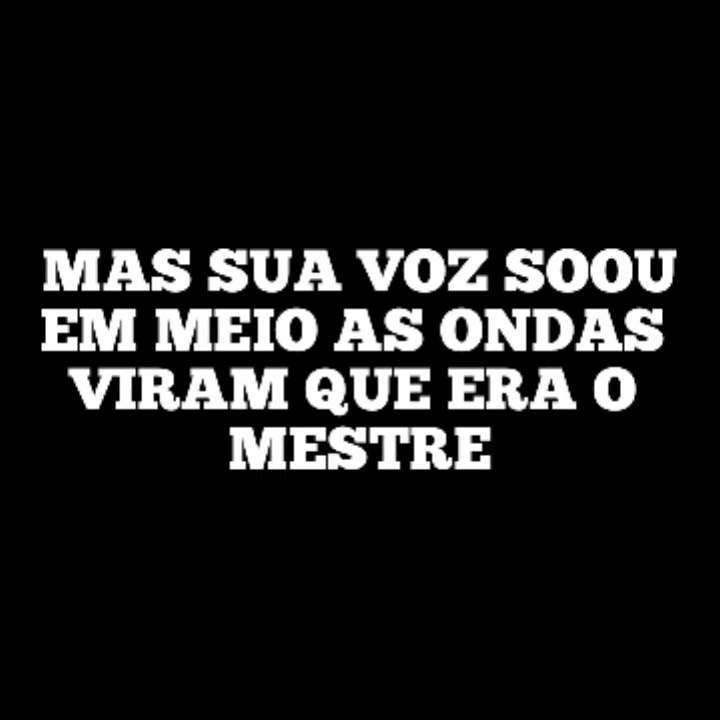 MAS SUA VOZ SOOU
EM MEIO AS ONDAS
VIRAM QUE ERA O
MESTRE